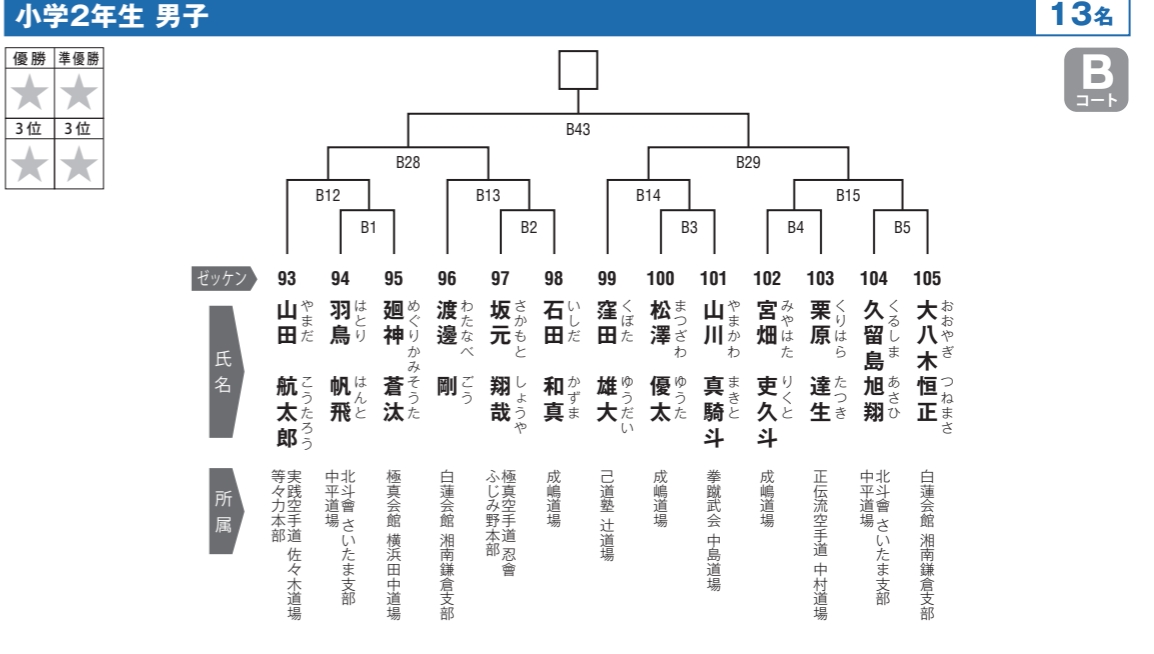 小学2年生 男子
13名
優勝 準優勝
3位 3位
B
コート
B43
B28 B29
B12 B13 B14 B15
B1 B2 B3 B4 B5
ゼッケン 93 94 95 96 97 98 99 100 101 102 103 104 105
氏名
山田 航太郎
やまだ こうたろう
羽鳥 帆飛
はとり はんと
廻神 蒼汰
めぐりかみ そうた
渡邊 剛
わたなべ ごう
坂元 翔哉
さかもと しょうや
石田 和真
いしだ かずま
窪田 雄大
くぼた ゆうだい
松澤 優太
まつざわ ゆうた
山川 真騎斗
やまかわ まきと
宮畑 吏久斗
みやはた りくと
栗原 達生
くりはら たつき
久留島 旭翔
くるしま あさひ
大八木 恒正
おおやぎ つねまさ
所属
実践空手道 佐々木道場
等々力本部
北斗會 さいたま支部
中平道場
極真会館 横浜田中道場
白蓮会館 湘南鎌倉支部
極真空手道 忍會
ふじみ野本部
成嶋道場
己道塾 辻道場
成嶋道場
拳蹴武会 中島道場
成嶋道場
正伝流空手道 中村道場
北斗會 さいたま支部
中平道場
白蓮会館 湘南鎌倉支部